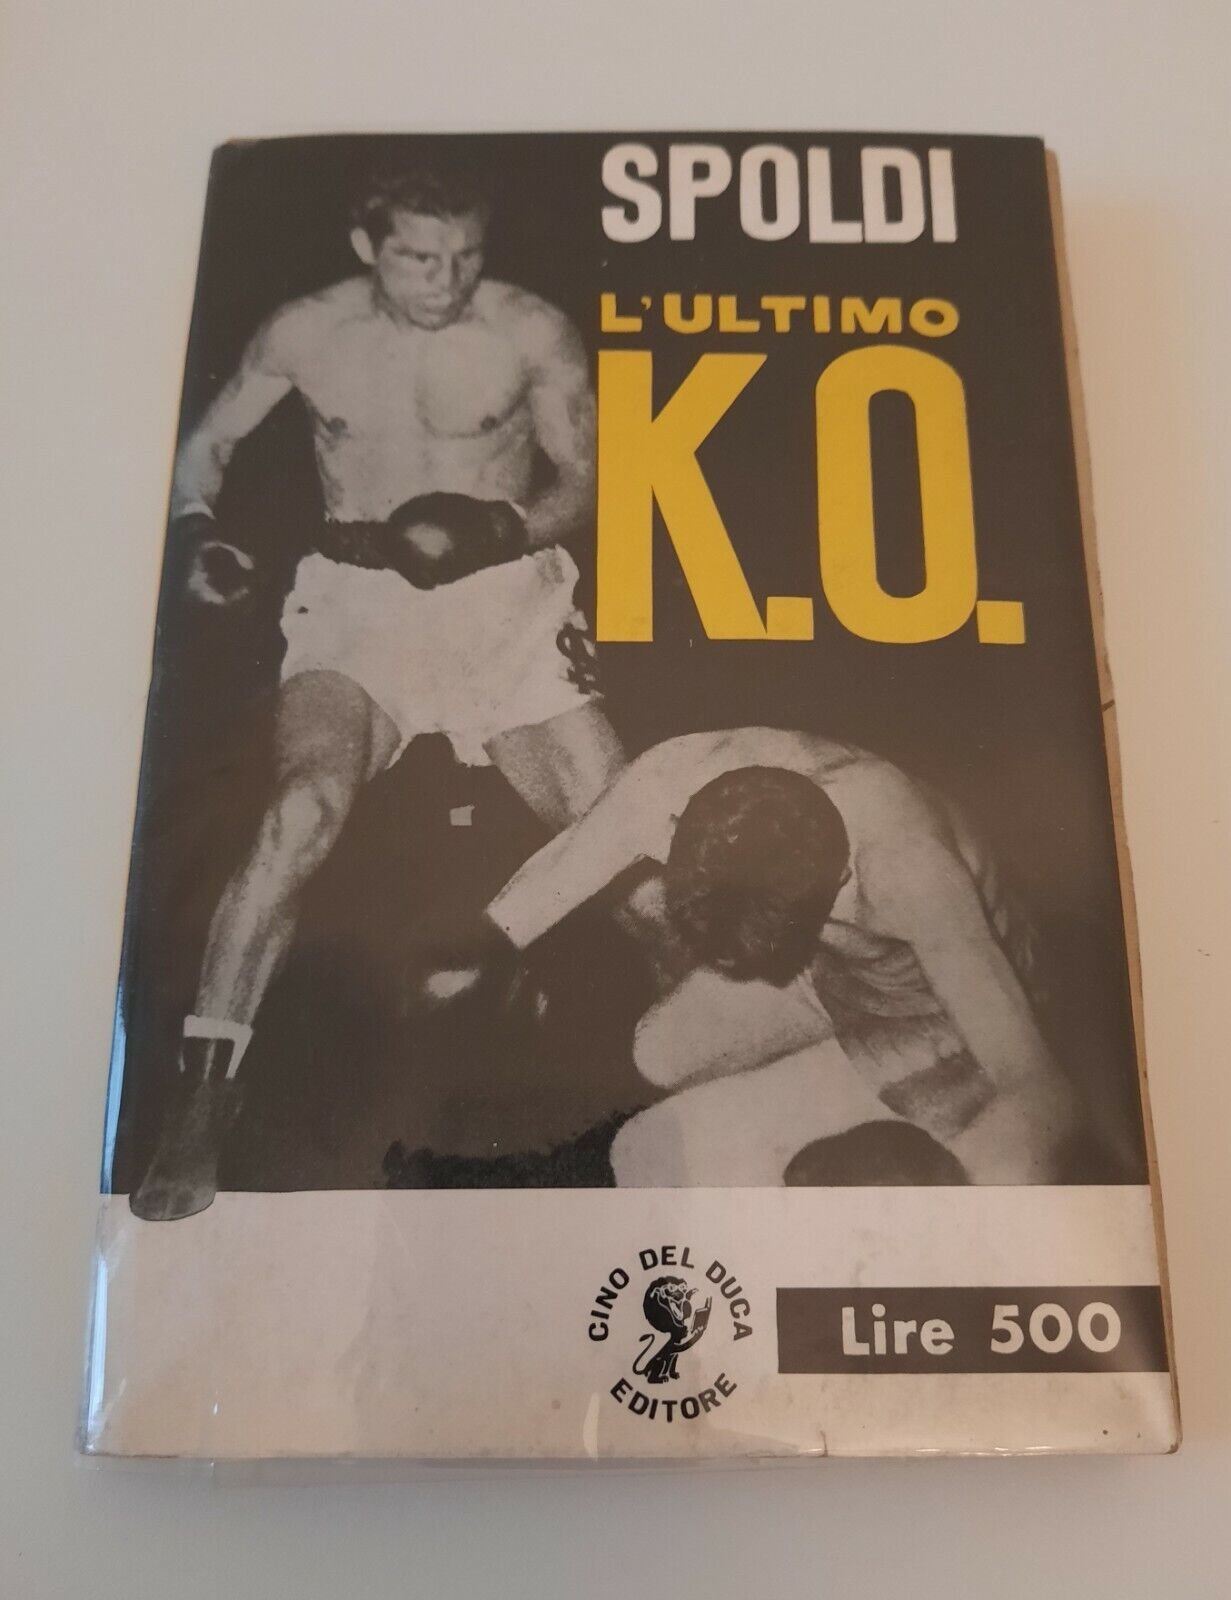 SPOLDI
L'ULTIMO
K.O.
CINO DEL DUCA
EDITORE
Lire 500